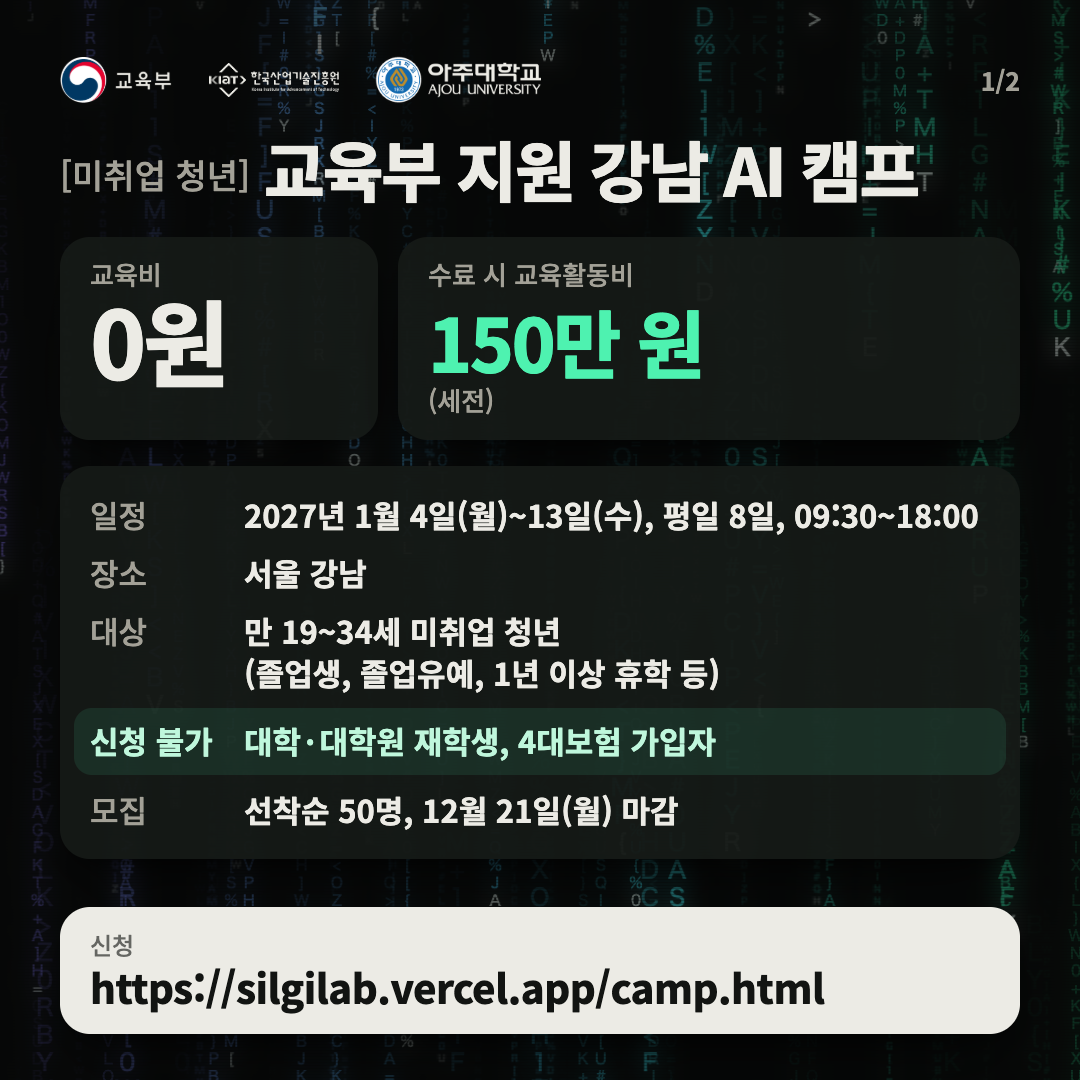 교육부
KIAT 한국산업기술진흥원
Korea Institute for Advancement of Technology
아주대학교
AJOU UNIVERSITY
1/2
[미취업 청년] 교육부 지원 강남 AI 캠프
교육비
0원
수료 시 교육활동비
150만 원
(세전)
일정 2027년 1월 4일(월)~13일(수), 평일 8일, 09:30~18:00
장소 서울 강남
대상 만 19~34세 미취업 청년
(졸업생, 졸업유예, 1년 이상 휴학 등)
신청 불가 대학·대학원 재학생, 4대보험 가입자
모집 선착순 50명, 12월 21일(월) 마감
신청
https://silgilab.vercel.app/camp.html